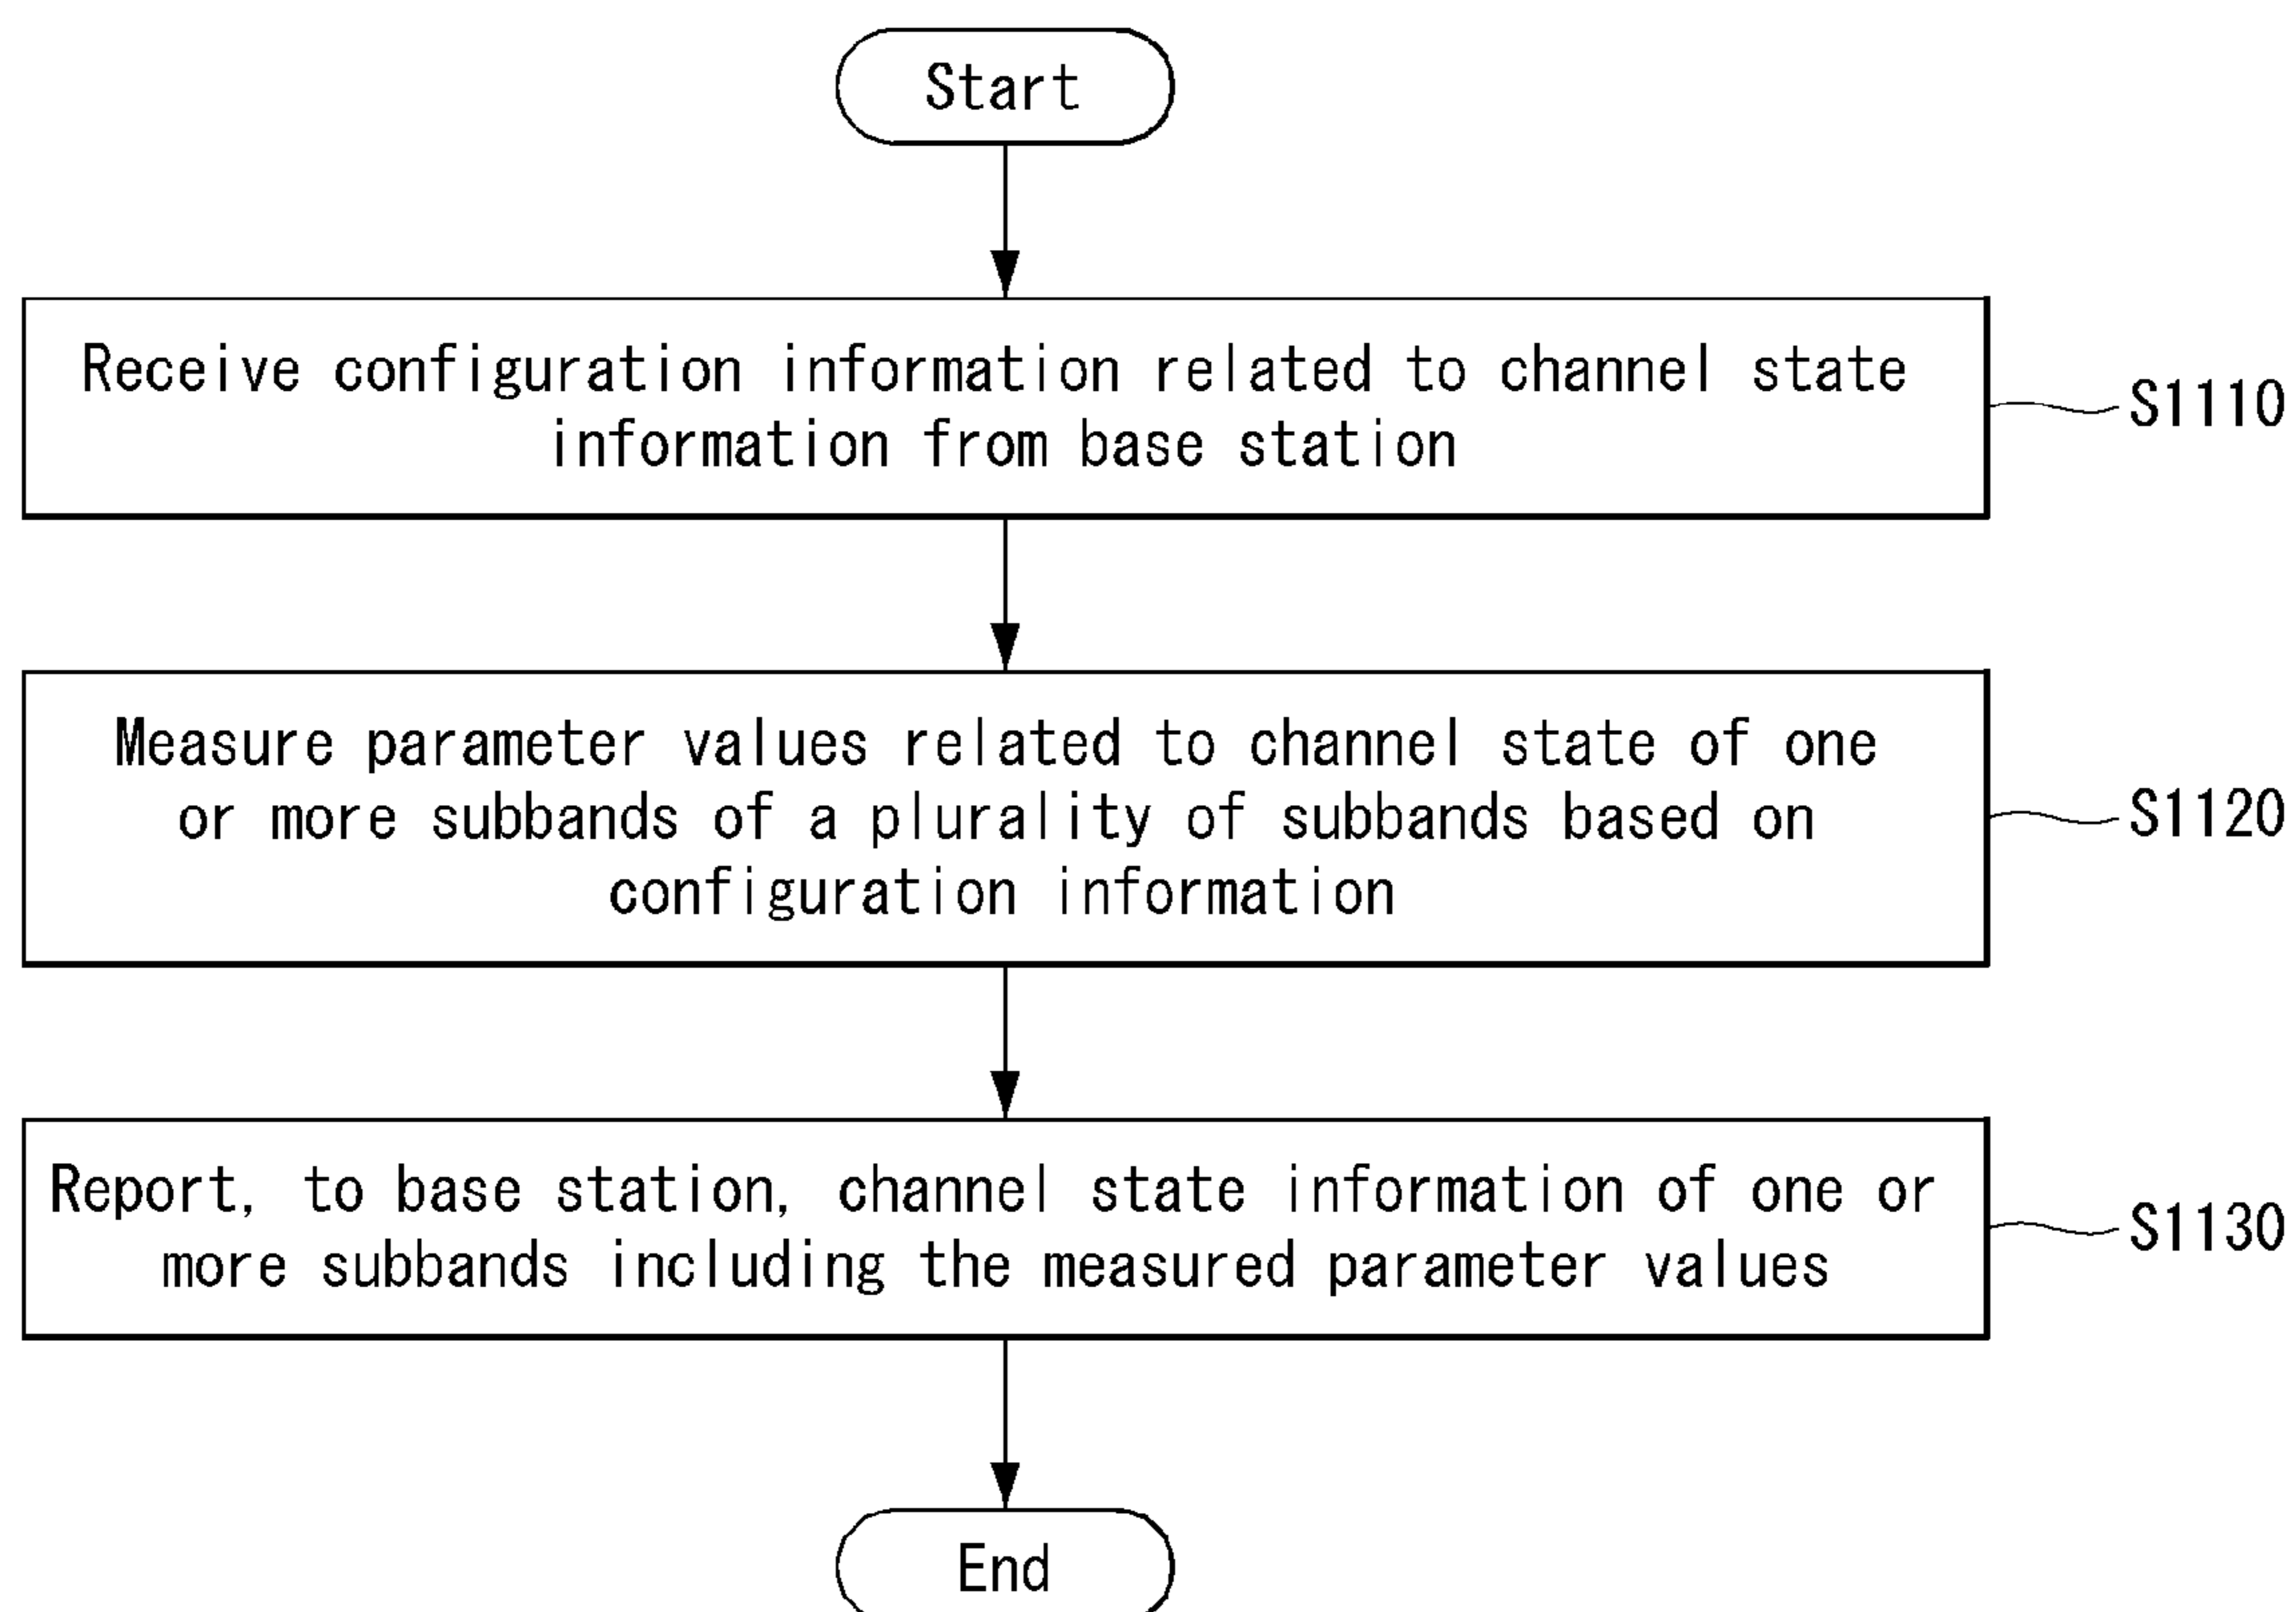 Start
Receive configuration information related to channel state
information from base station
S1110
Measure parameter values related to channel state of one
or more subbands of a plurality of subbands based on
configuration information
S1120
Report, to base station, channel state information of one or
more subbands including the measured parameter values
S1130
End